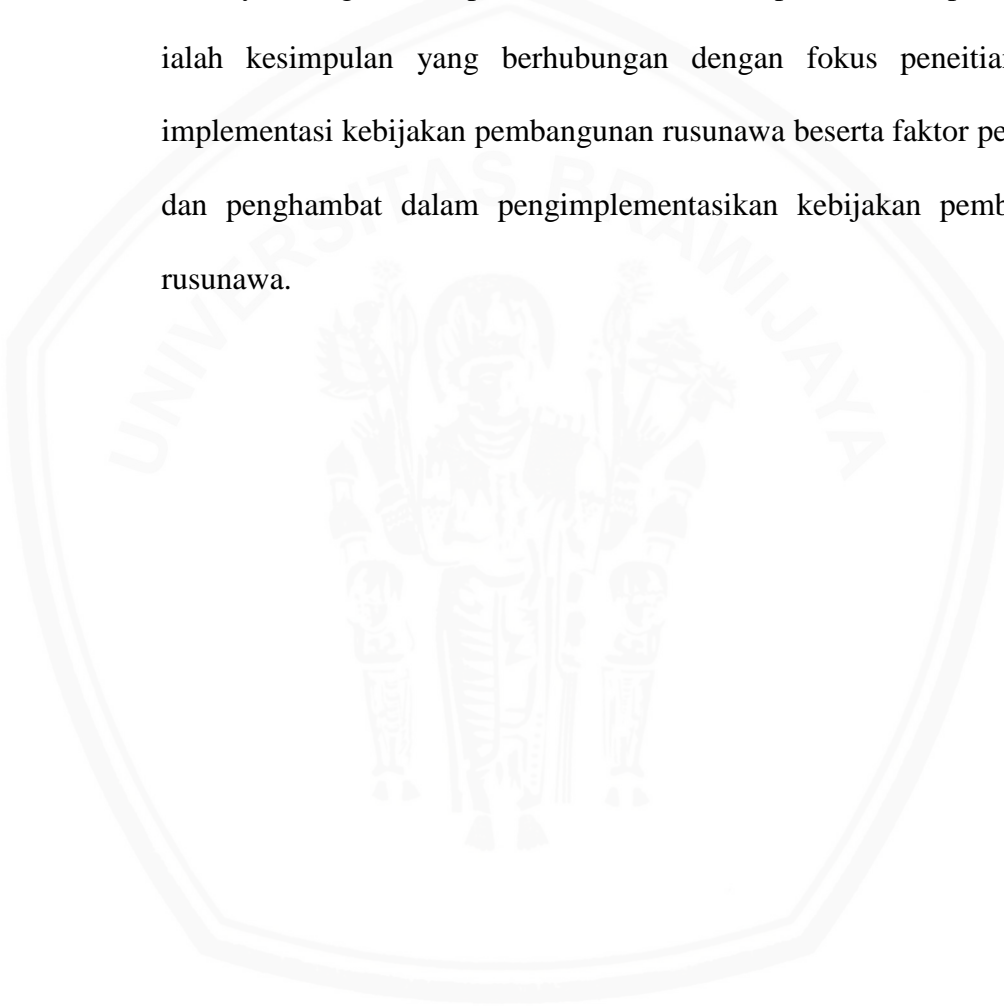 ialah kesimpulan yang berhubungan dengan fokus peneitian
implementasi kebijakan pembangunan rusunawa beserta faktor pe
dan penghambat dalam pengimplementasikan kebijakan pemb
rusunawa.
UNIVERSITAS BRAWIJAYA